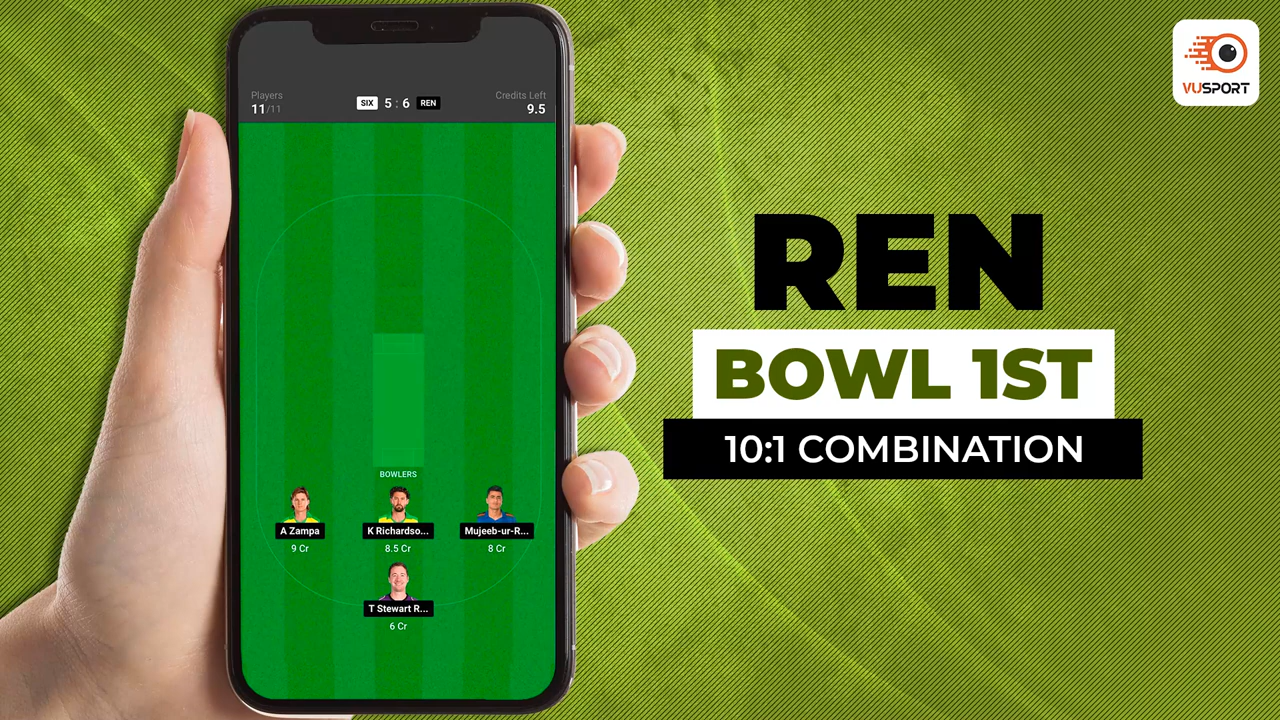 Players
11/11
SIX 5 : 6 REN
Credits Left
9.5
BOWLERS
A Zampa
9 Cr
K Richardso...
8.5 Cr
Mujeeb-ur-R...
8 Cr
T Stewart R...
6 Cr
VUSPORT
REN
BOWL 1ST
10:1 COMBINATION